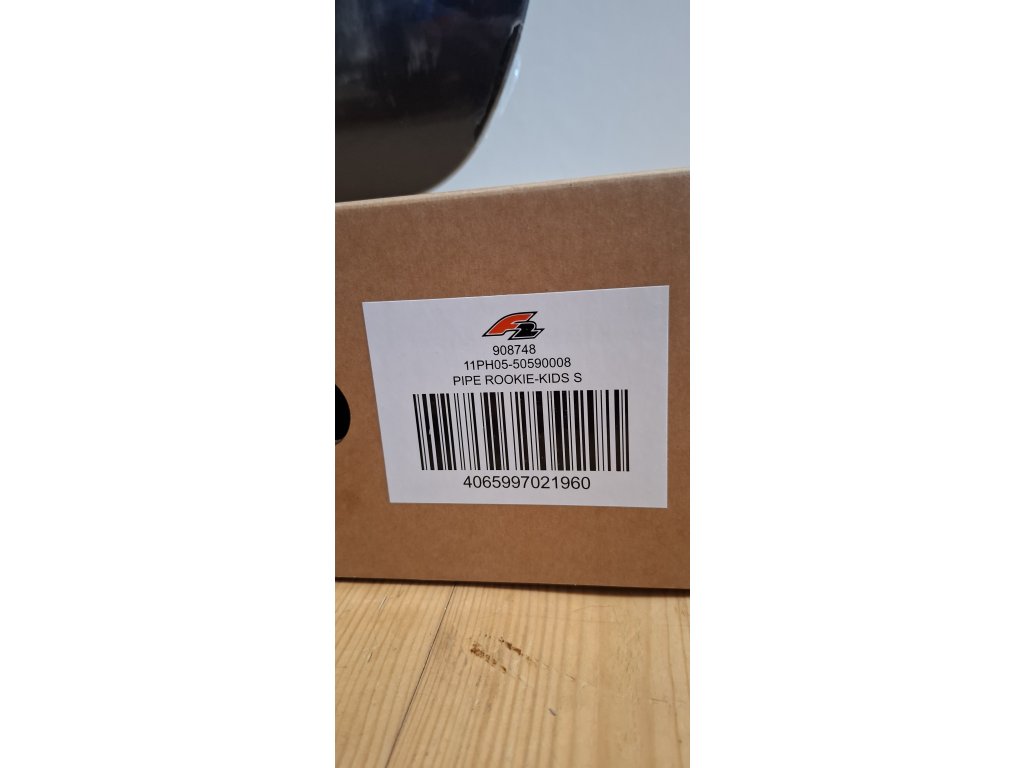 F2
908748
11PH05-50590008
PIPE ROOKIE-KIDS S
4065997021960